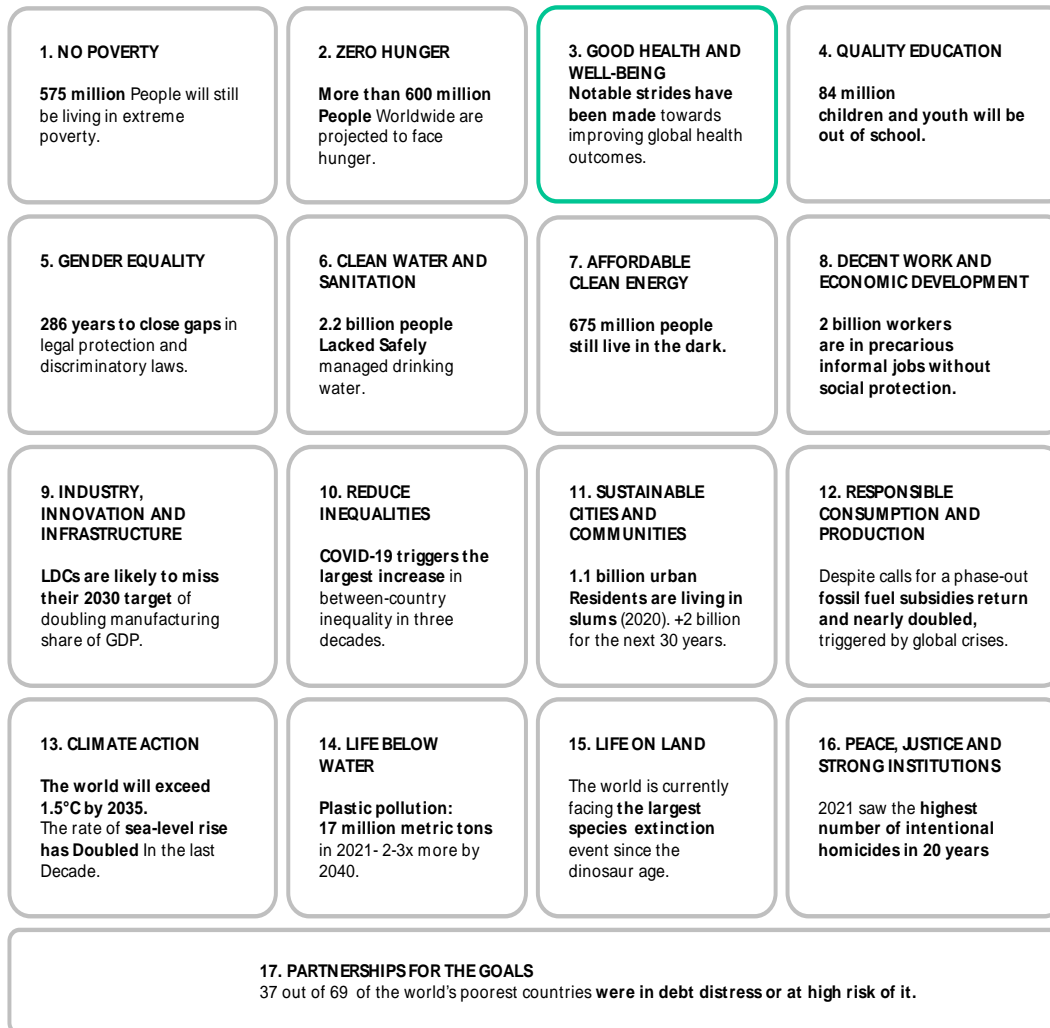 1. NO POVERTY
575 million People will still
be living in extreme
poverty.
2. ZERO HUNGER
More than 600 million
People Worldwide are
projected to face
hunger.
3. GOOD HEALTH AND
WELL-BEING
Notable strides have
been made towards
improving global health
outcomes.
4. QUALITY EDUCATION
84 million
children and youth will be
out of school.
5. GENDER EQUALITY
286 years to close gaps in
legal protection and
discriminatory laws.
6. CLEAN WATER AND
SANITATION
2.2 billion people
Lacked Safely
managed drinking
water.
7. AFFORDABLE
CLEAN ENERGY
675 million people
still live in the dark.
8. DECENT WORK AND
ECONOMIC DEVELOPMENT
2 billion workers
are in precarious
informal jobs without
social protection.
9. INDUSTRY,
INNOVATION AND
INFRASTRUCTURE
LDCs are likely to miss
their 2030 target of
doubling manufacturing
share of GDP.
10. REDUCE
INEQUALITIES
COVID-19 triggers the
largest increase in
between-country
inequality in three
decades.
11. SUSTAINABLE
CITIES AND
COMMUNITIES
1.1 billion urban
Residents are living in
slums (2020). +2 billion
for the next 30 years.
12. RESPONSIBLE
CONSUMPTION AND
PRODUCTION
Despite calls for a phase-out
fossil fuel subsidies return
and nearly doubled,
triggered by global crises.
13. CLIMATE ACTION
The world will exceed
1.5°C by 2035.
The rate of sea-level rise
has Doubled In the last
Decade.
14. LIFE BELOW
WATER
Plastic pollution:
17 million metric tons
in 2021- 2-3x more by
2040.
15. LIFE ON LAND
The world is currently
facing the largest
species extinction
event since the
dinosaur age.
16. PEACE, JUSTICE AND
STRONG INSTITUTIONS
2021 saw the highest
number of intentional
homicides in 20 years
17. PARTNERSHIPS FOR THE GOALS
37 out of 69 of the world's poorest countries were in debt distress or at high risk of it.